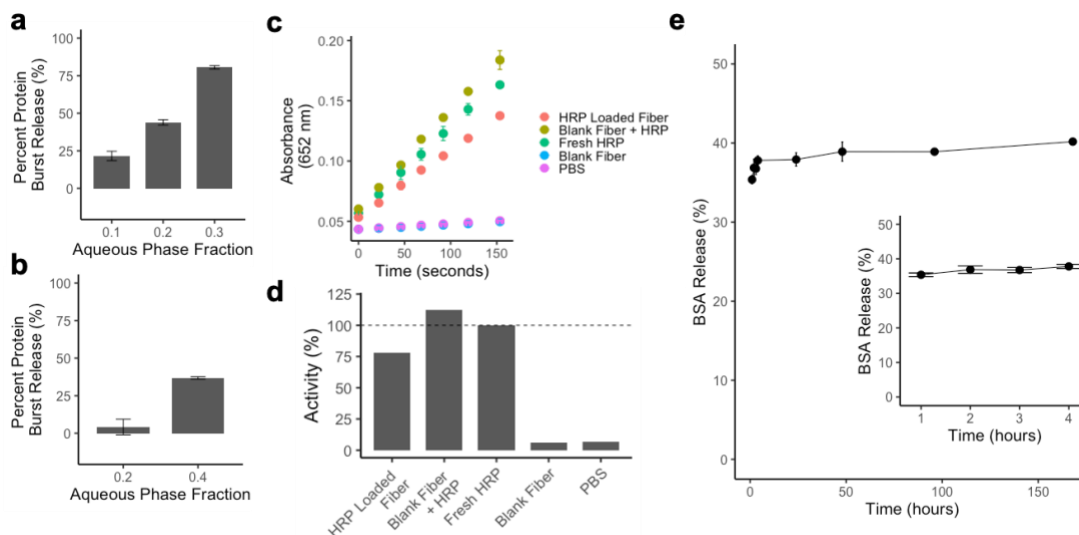 a
Percent Protein
Burst Release (%)
100
75
50
25
0
0.1 0.2 0.3
Aqueous Phase Fraction
b
Percent Protein
Burst Release (%)
100
75
50
25
0
0.2 0.4
Aqueous Phase Fraction
c
Absorbance
(652 nm)
0.20
0.15
0.10
0.05
0 50 100 150
Time (seconds)
HRP Loaded Fiber
Blank Fiber + HRP
Fresh HRP
Blank Fiber
PBS
d
Activity (%)
125
100
75
50
25
0
HRP Loaded
Fiber
Blank Fiber
+ HRP
Fresh HRP
Blank Fiber
PBS
e
BSA Release (%)
50
40
30
20
10
0
0 50 100 150
Time (hours)
BSA Release (%)
50
40
30
20
10
0
1 2 3 4
Time (hours)